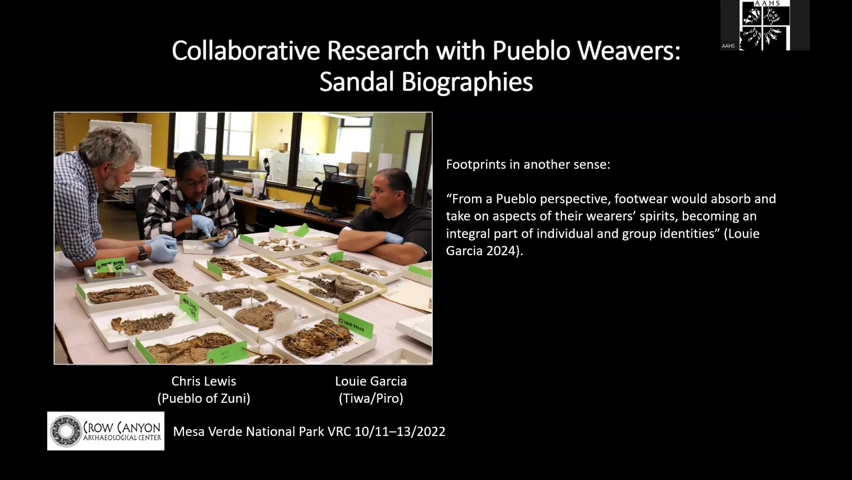 AAHS
AAHS
Collaborative Research with Pueblo Weavers:
Sandal Biographies
Footprints in another sense:
“From a Pueblo perspective, footwear would absorb and
take on aspects of their wearers’ spirits, becoming an
integral part of individual and group identities” (Louie
Garcia 2024).
Chris Lewis
(Pueblo of Zuni)
Louie Garcia
(Tiwa/Piro)
CROW CANYON
ARCHAEOLOGICAL CENTER
Mesa Verde National Park VRC 10/11–13/2022